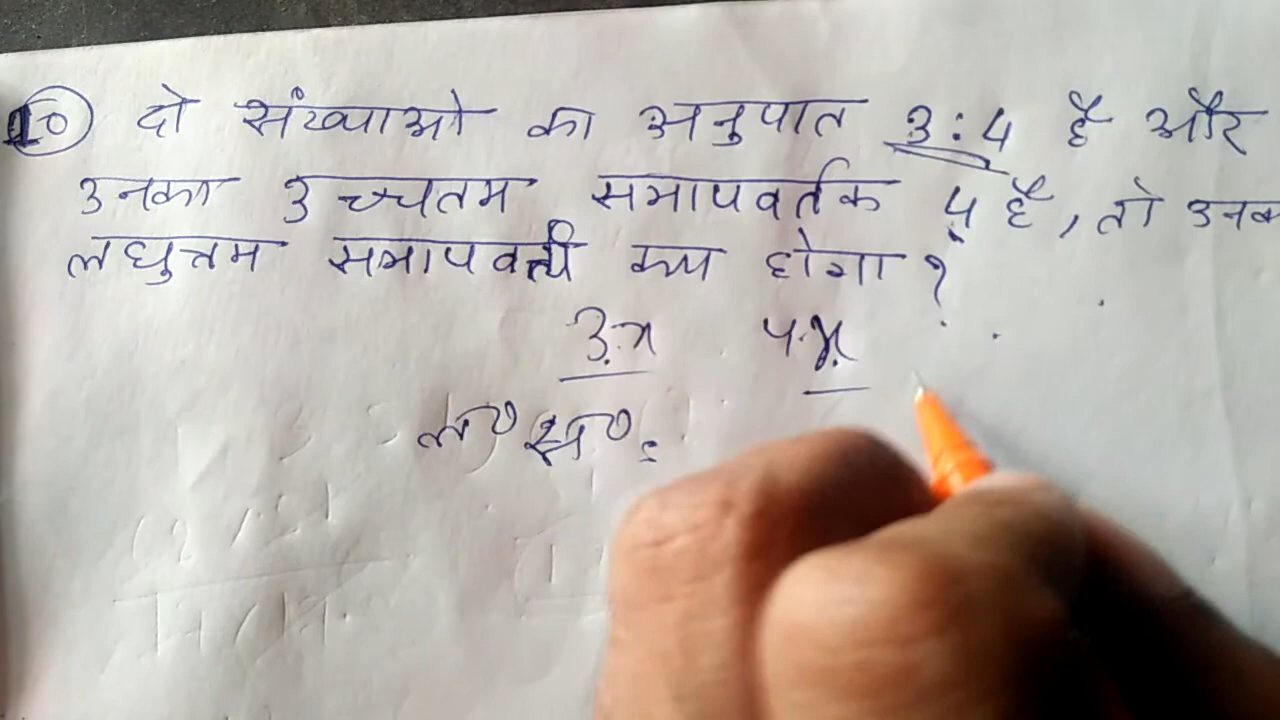 10 दो संख्याओ का अनुपात 3:4 है और
उनका उच्चतम समापवर्तक 4 है, तो उनक
लघुत्तम समापवर्त्य क्या होगा ?
3.x 4.x
ल० स० =